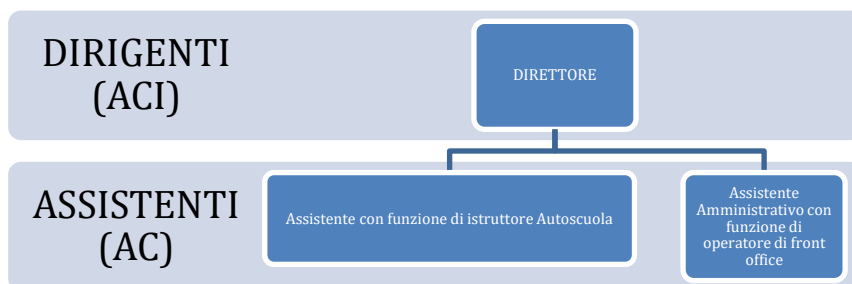 DIRIGENTI
(ACI)
DIRETTORE
ASSISTENTI
(AC)
Assistente con funzione di istruttore Autoscuola
Assistente
Amministrativo con
funzione di
operatore di front
office